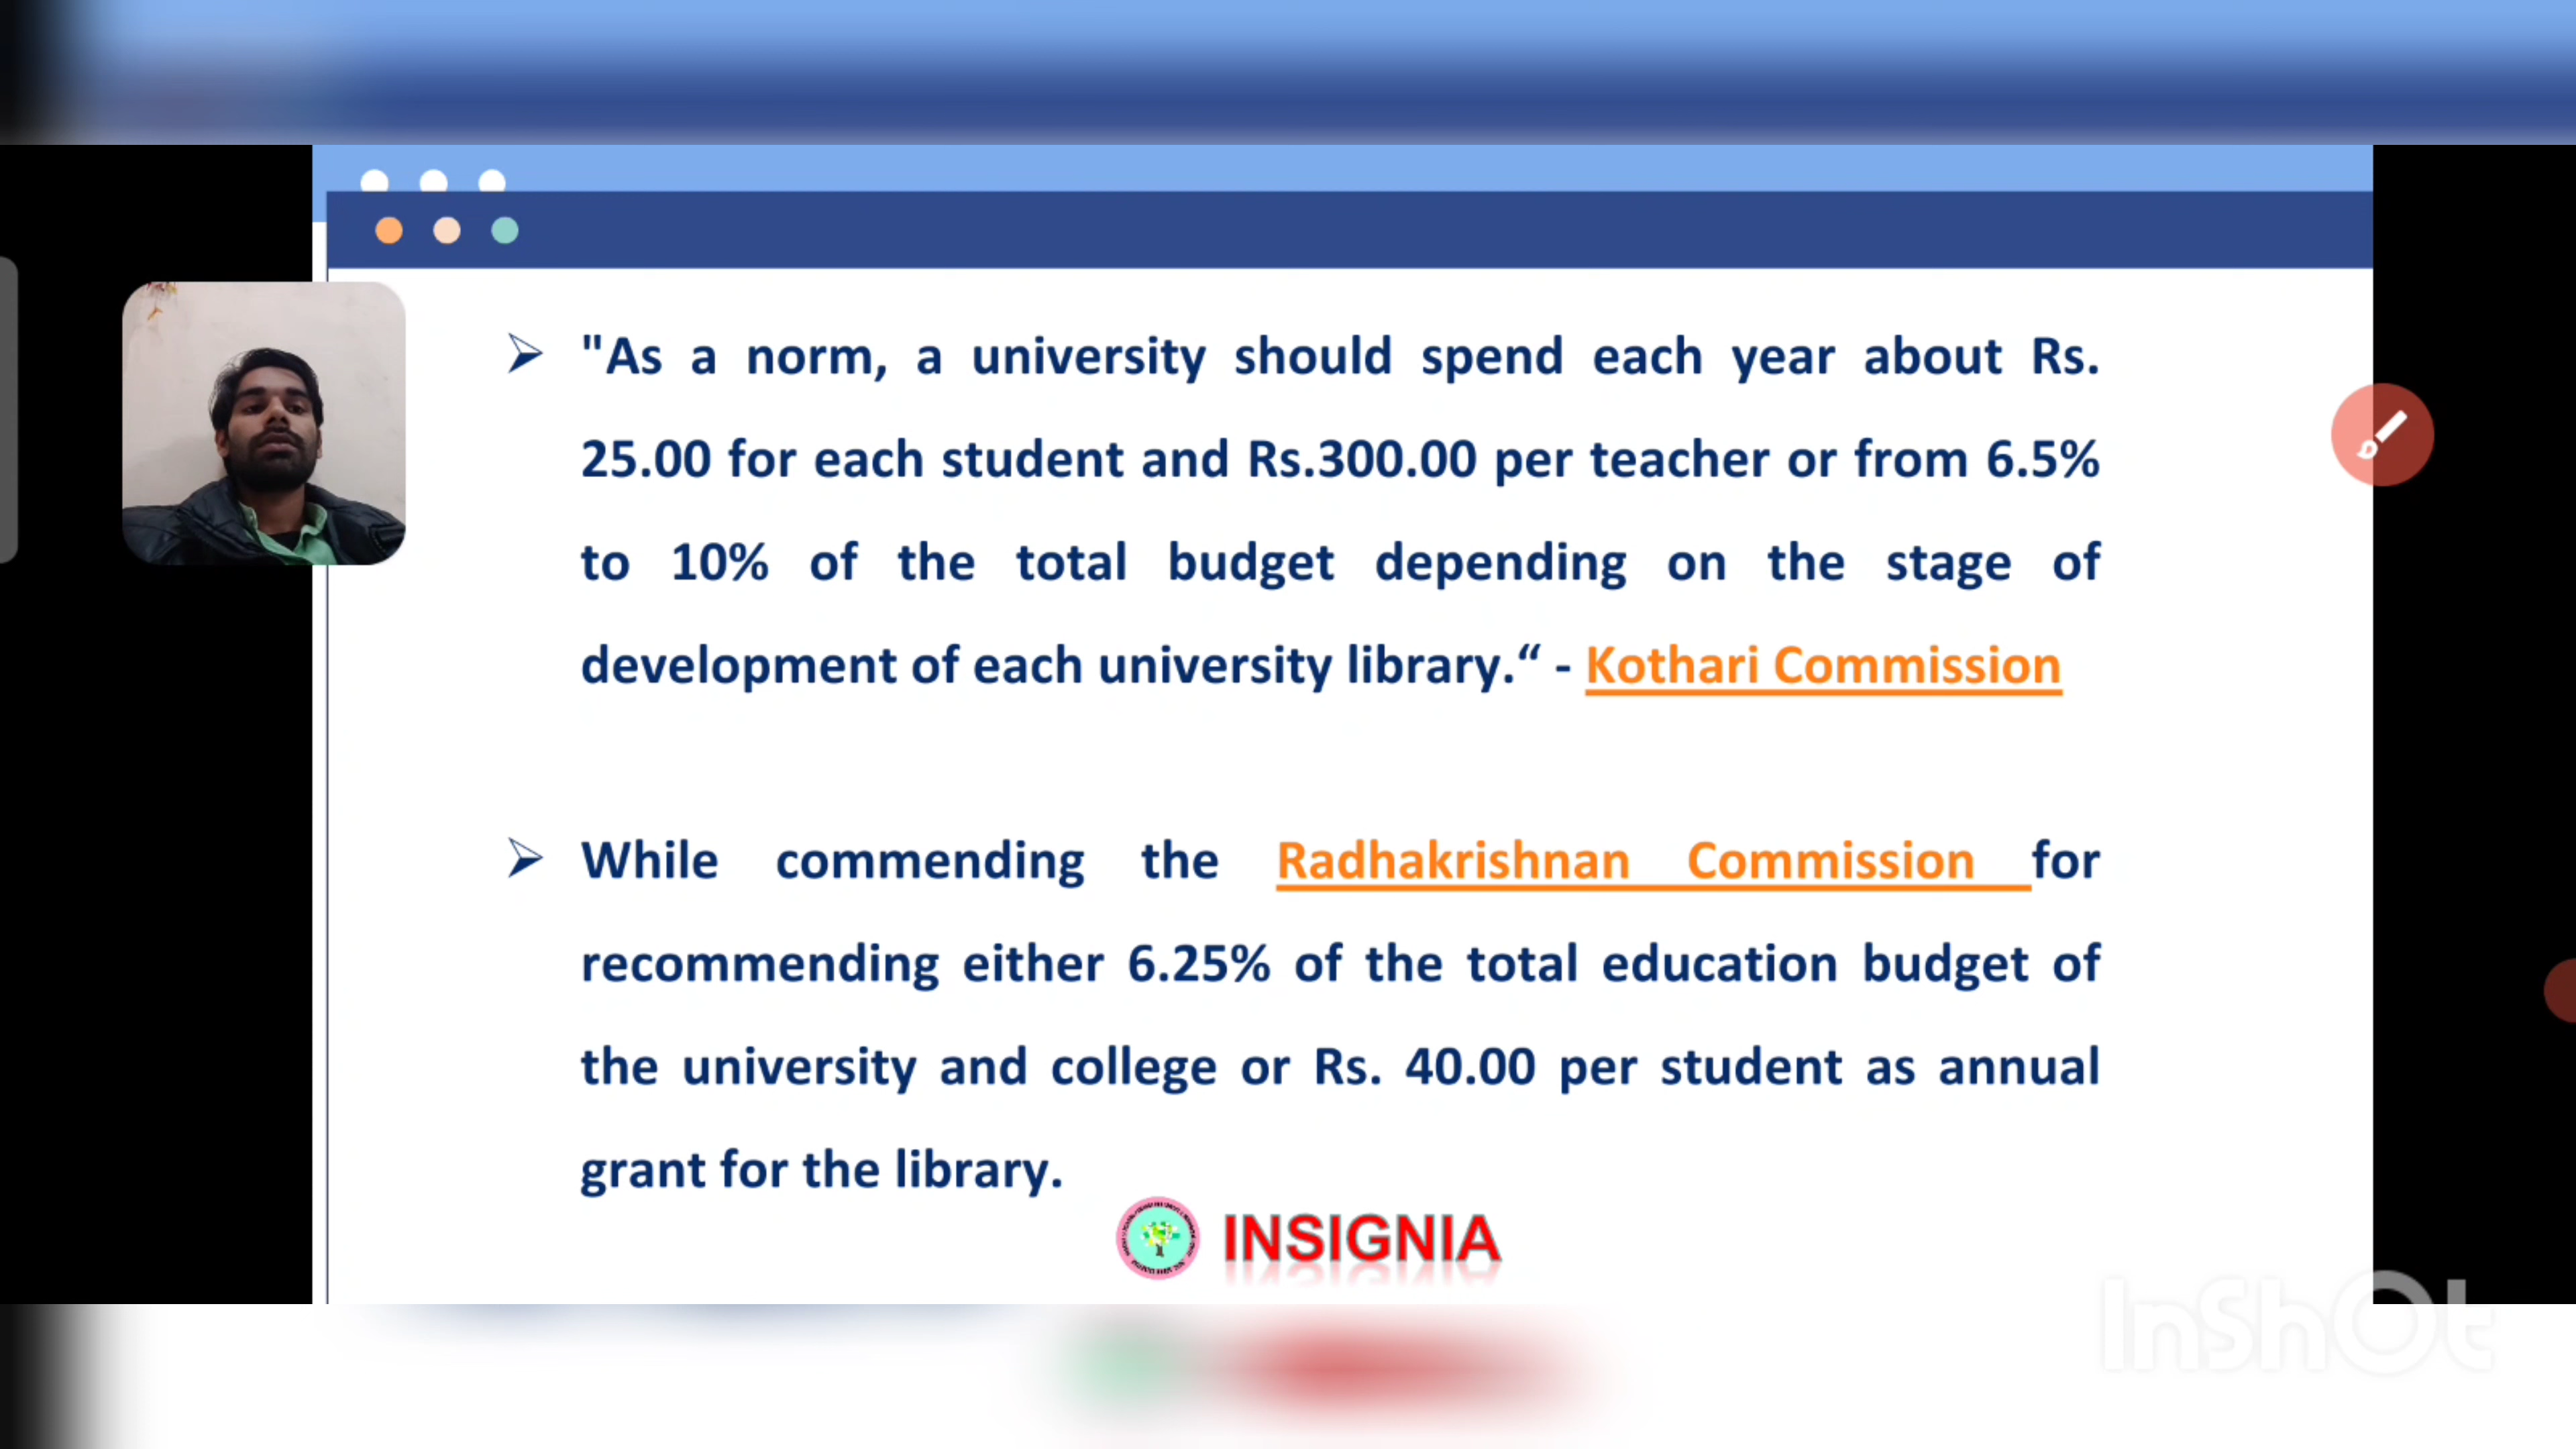 "As a norm, a university should spend each year about Rs.
25.00 for each student and Rs.300.00 per teacher or from 6.5%
to 10% of the total budget depending on the stage of
development of each university library.“ - Kothari Commission
While commending the Radhakrishnan Commission for
recommending either 6.25% of the total education budget of
the university and college or Rs. 40.00 per student as annual
grant for the library.
INSIGNIA
InShOt